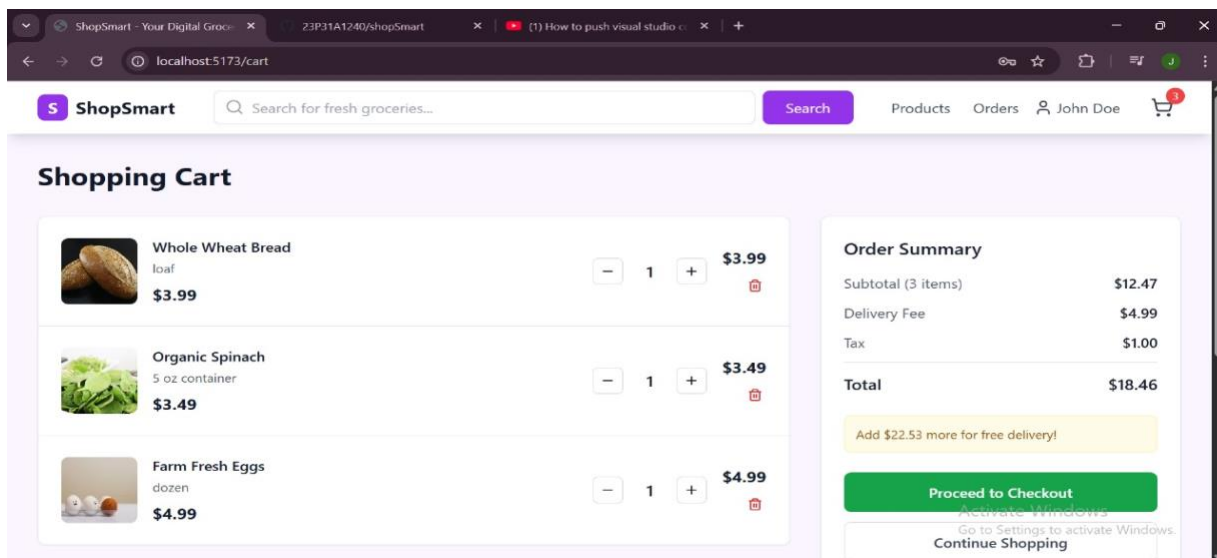 ShopSmart - Your Digital Groce
23P31A1240/shopSmart
(1) How to push visual studio c
localhost:5173/cart
J
S ShopSmart
Search for fresh groceries...
Search
Products
Orders
John Doe
3
Shopping Cart
Whole Wheat Bread
loaf
$3.99
1
$3.99
Organic Spinach
5 oz container
$3.49
1
$3.49
Farm Fresh Eggs
dozen
$4.99
1
$4.99
Order Summary
Subtotal (3 items) $12.47
Delivery Fee $4.99
Tax $1.00
Total $18.46
Add $22.53 more for free delivery!
Proceed to Checkout
Activate Windows
Go to Settings to activate Windows.
Continue Shopping